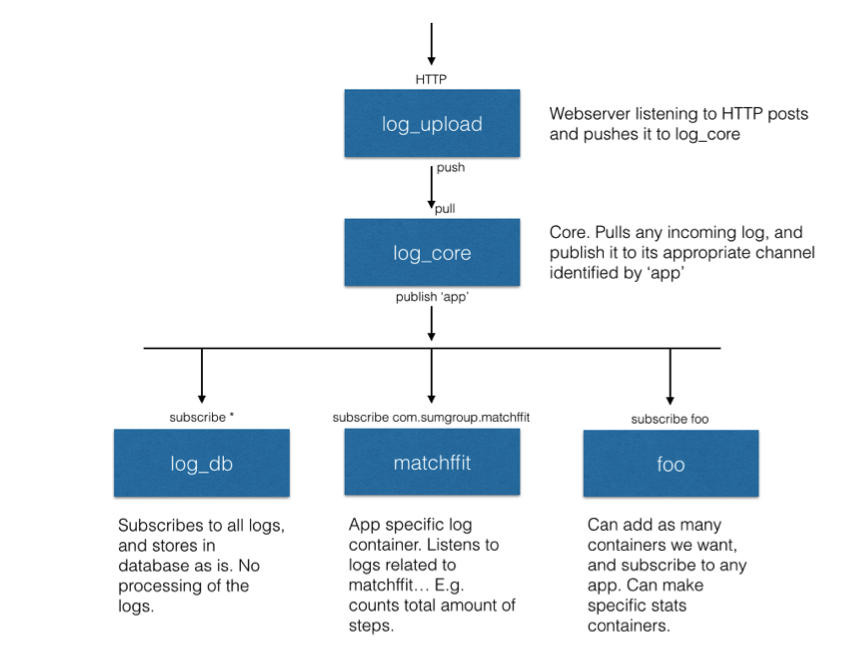 HTTP
log_upload
Webserver listening to HTTP posts
and pushes it to log_core
push
pull
log_core
Core. Pulls any incoming log, and
publish it to its appropriate channel
identified by ‘app’
publish ‘app’
subscribe *
subscribe com.sumgroup.matchffit
subscribe foo
log_db
matchffit
foo
Subscribes to all logs,
and stores in
database as is. No
processing of the
logs.
App specific log
container. Listens to
logs related to
matchffit… E.g.
counts total amount of
steps.
Can add as many
containers we want,
and subscribe to any
app. Can make
specific stats
containers.